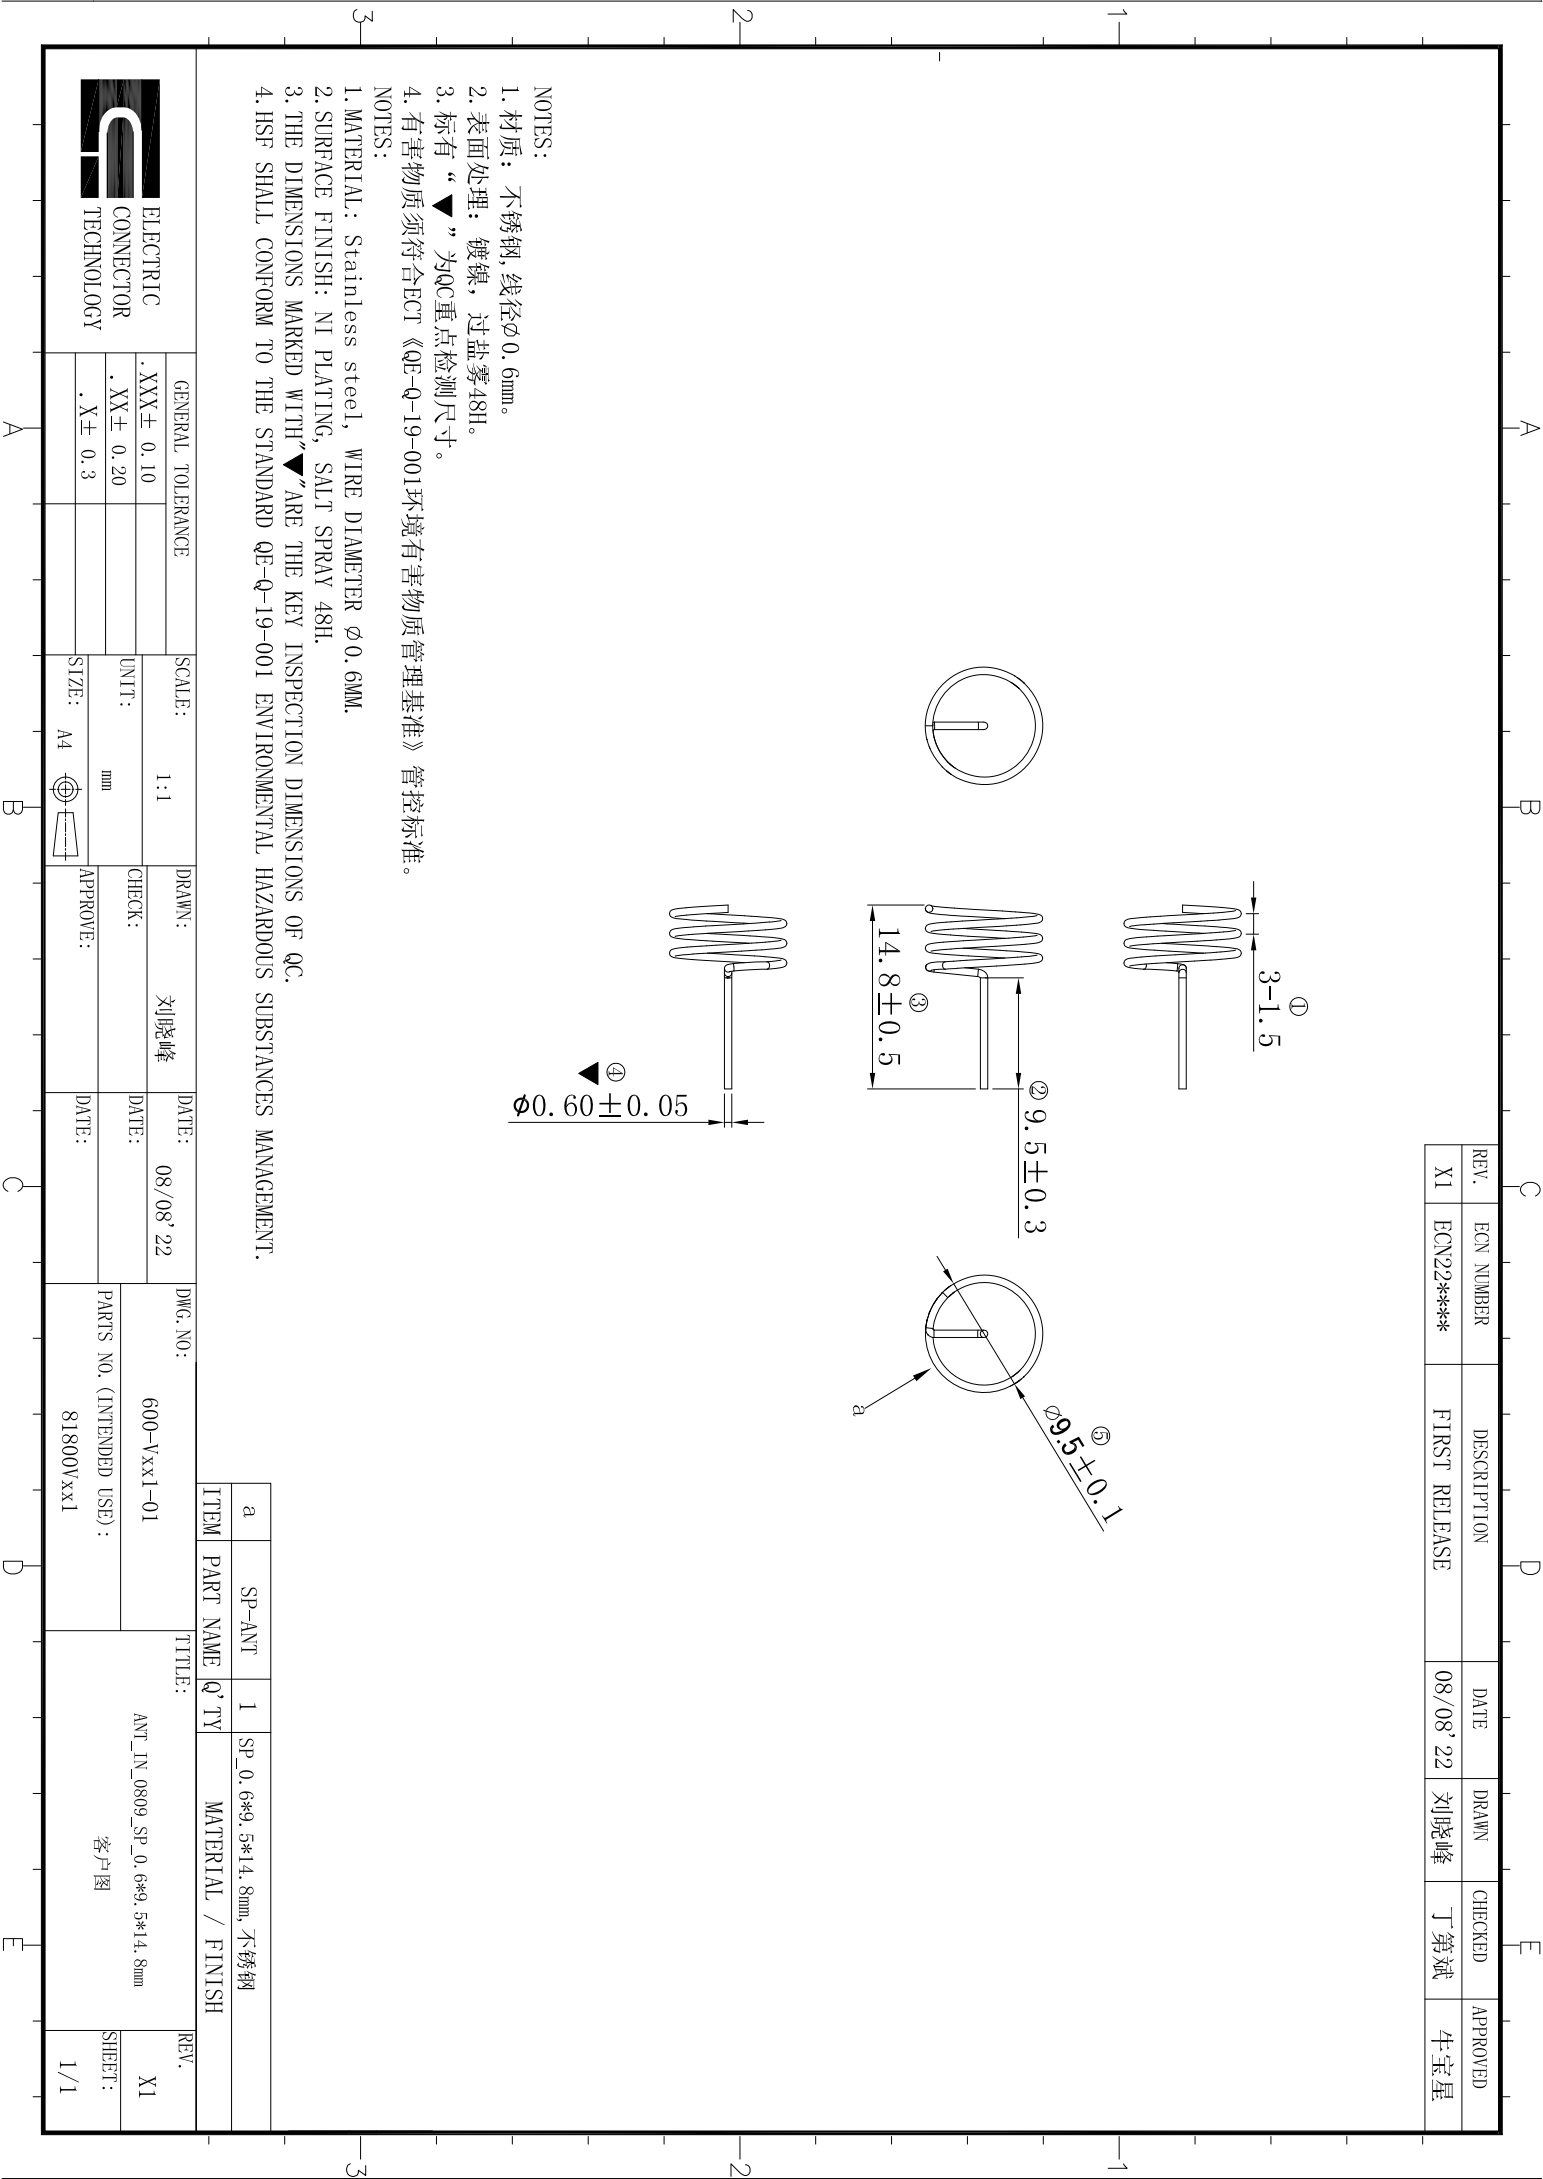 REV. ECN NUMBER DESCRIPTION DATE DRAWN CHECKED APPROVED
X1 ECN22**** FIRST RELEASE 08/08'22 刘晓峰 丁第斌 牛宝星
①
3-1.5
② 9.5±0.3
③
14.8±0.5
④
▼
⌀0.60±0.05
⑤
⌀9.5±0.1
a
NOTES:
1.材质：不锈钢,线径⌀0.6mm。
2.表面处理：镀镍，过盐雾48H。
3.标有“▼”为QC重点检测尺寸。
4.有害物质须符合ECT《QE-Q-19-001环境有害物质管理基准》管控标准。
NOTES:
1.MATERIAL: Stainless steel, WIRE DIAMETER ⌀0.6MM.
2.SURFACE FINISH: NI PLATING, SALT SPRAY 48H.
3.THE DIMENSIONS MARKED WITH"▼"ARE THE KEY INSPECTION DIMENSIONS OF QC.
4.HSF SHALL CONFORM TO THE STANDARD QE-Q-19-001 ENVIRONMENTAL HAZARDOUS SUBSTANCES MANAGEMENT.
a SP-ANT 1 SP_0.6*9.5*14.8mm,不锈钢
ITEM PART NAME Q'TY MATERIAL / FINISH
ELECTRIC
CONNECTOR
TECHNOLOGY
GENERAL TOLERANCE
.XXX± 0.10
.XX± 0.20
.X± 0.3
SCALE: 1:1
UNIT: mm
SIZE: A4
DRAWN: 刘晓峰
CHECK:
APPROVE:
DATE: 08/08'22
DATE:
DATE:
DWG.NO:
600-Vxx1-01
PARTS NO.(INTENDED USE):
81800Vxx1
TITLE:
ANT_IN_0809_SP_0.6*9.5*14.8mm
客户图
REV.
X1
SHEET:
1/1
A B C D E
A B C D E
1 2 3
1 2 3